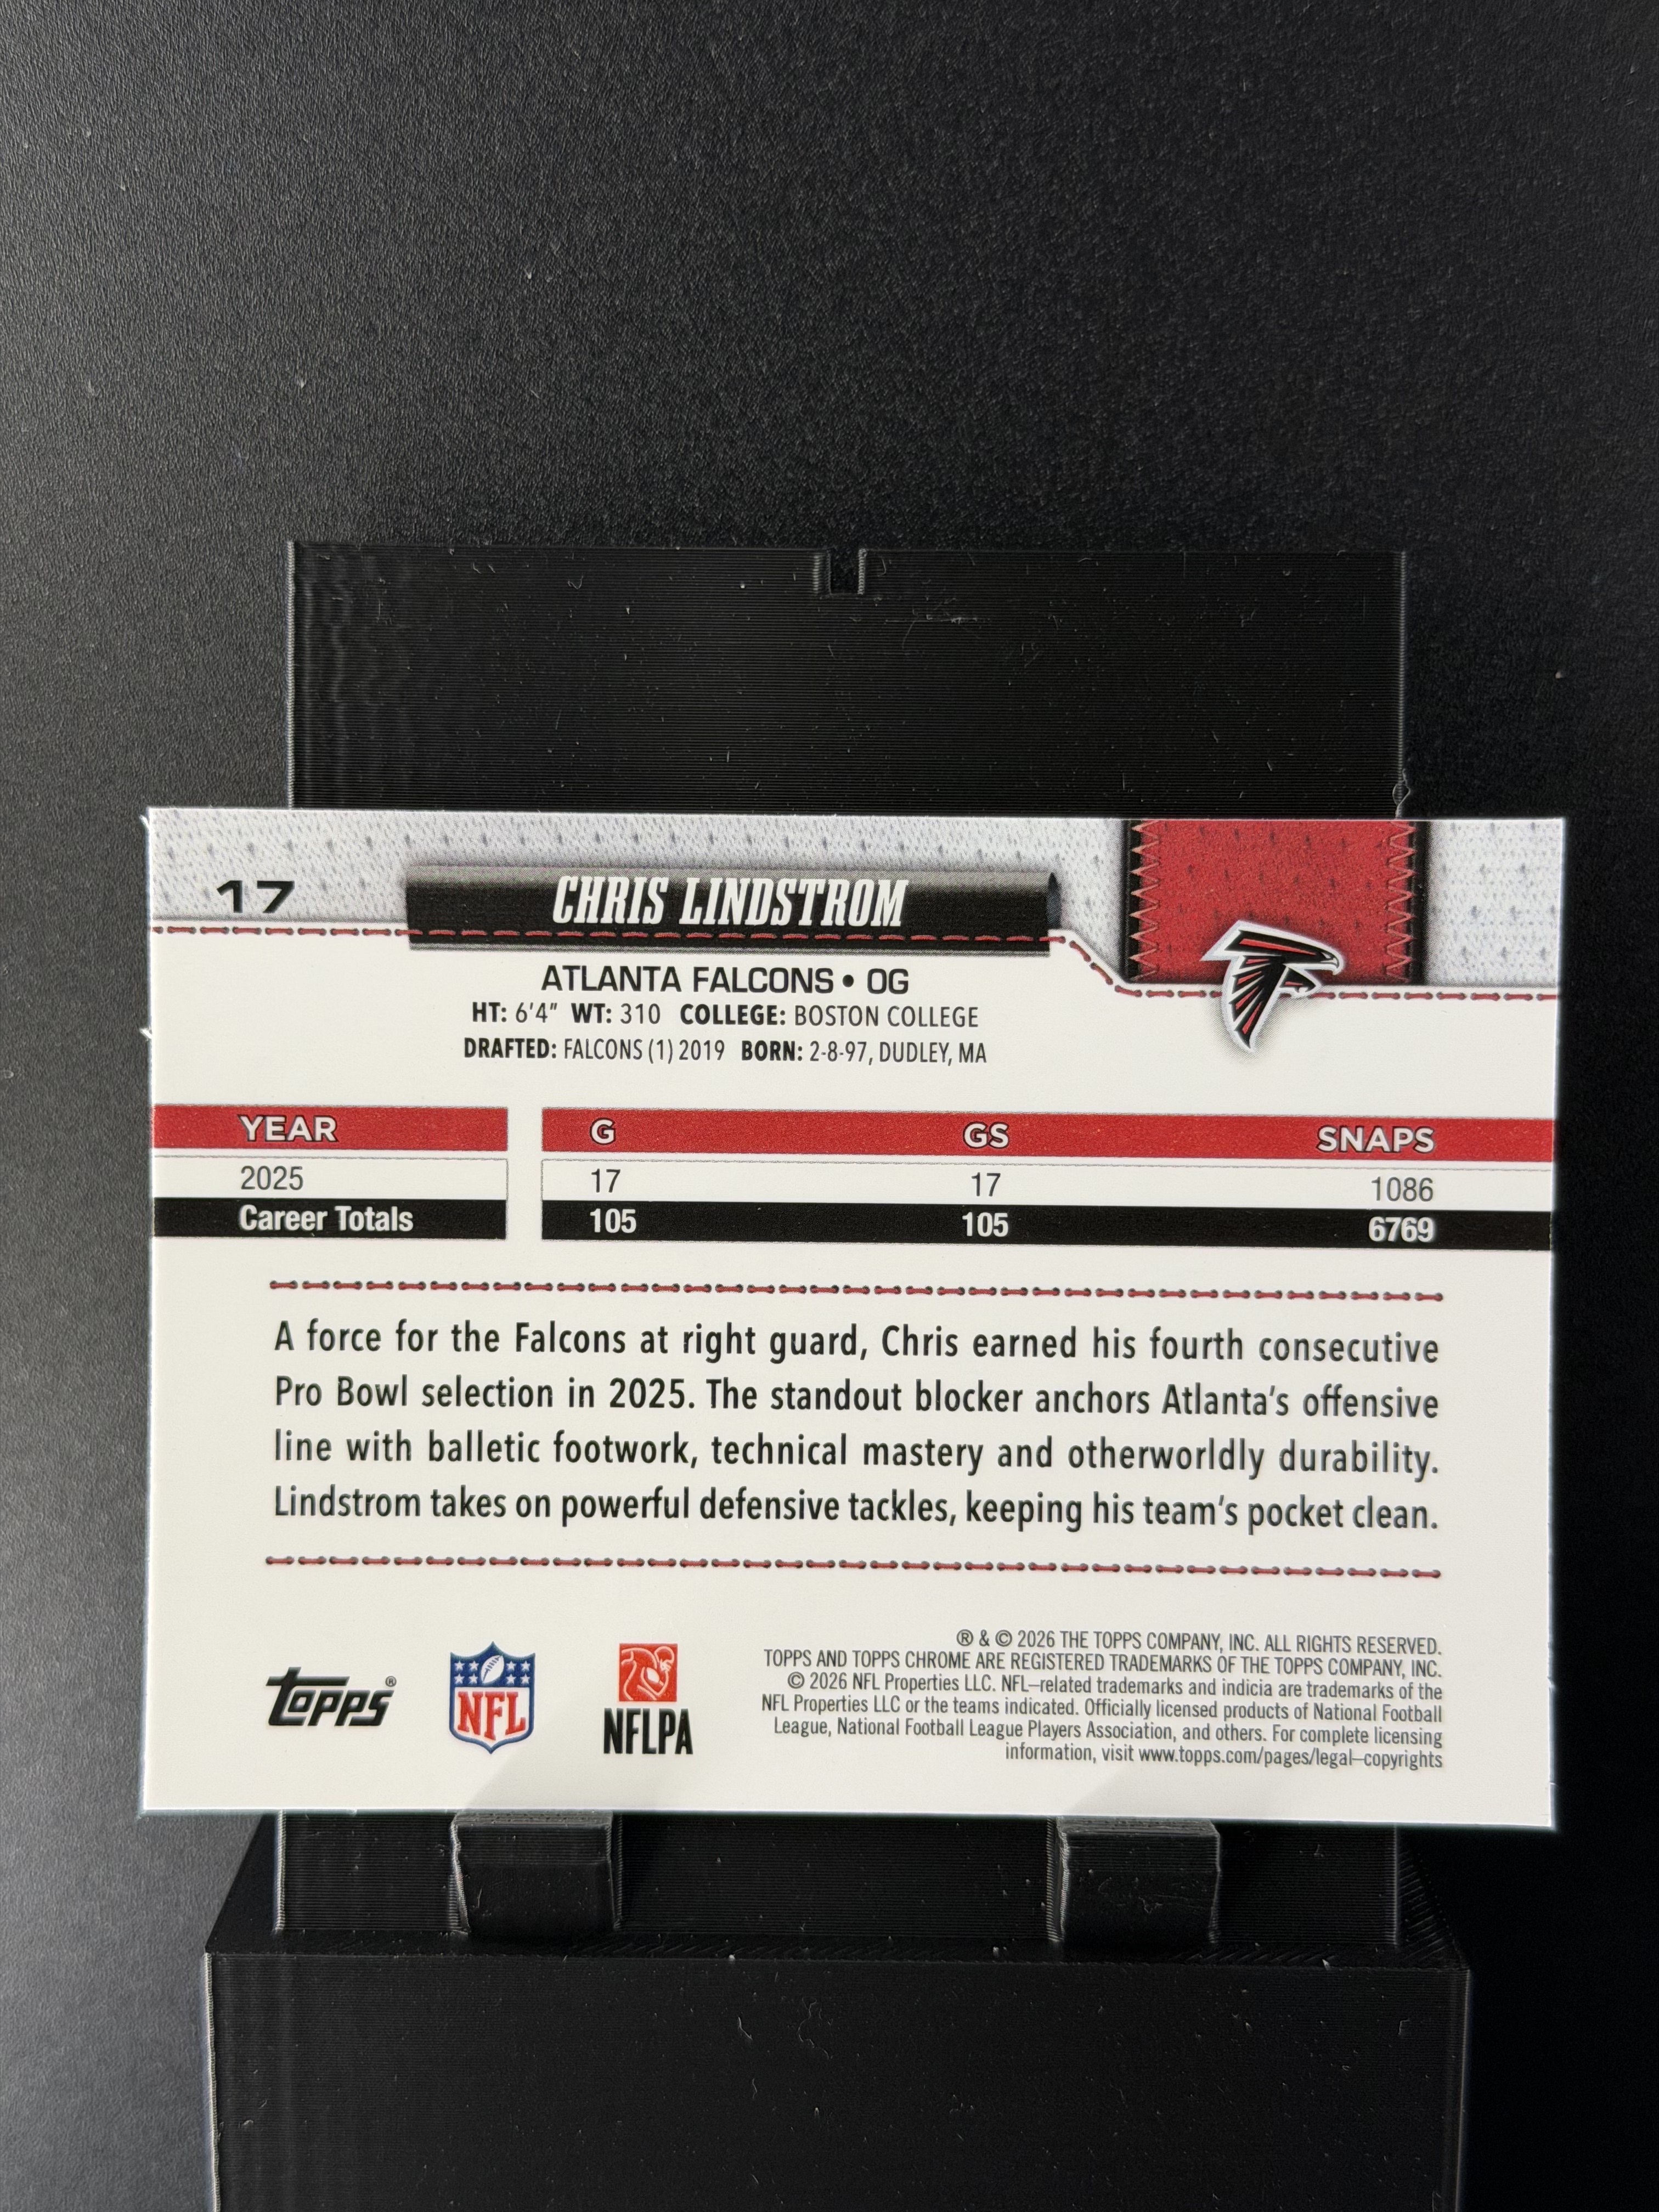 17
CHRIS LINDSTROM
ATLANTA FALCONS • OG
HT: 6'4" WT: 310 COLLEGE: BOSTON COLLEGE
DRAFTED: FALCONS (1) 2019 BORN: 2-8-97, DUDLEY, MA
YEAR G GS SNAPS
2025 17 17 1086
Career Totals 105 105 6769
A force for the Falcons at right guard, Chris earned his fourth consecutive
Pro Bowl selection in 2025. The standout blocker anchors Atlanta's offensive
line with balletic footwork, technical mastery and otherworldly durability.
Lindstrom takes on powerful defensive tackles, keeping his team's pocket clean.
topps®
NFL
NFLPA
® & © 2026 THE TOPPS COMPANY, INC. ALL RIGHTS RESERVED.
TOPPS AND TOPPS CHROME ARE REGISTERED TRADEMARKS OF THE TOPPS COMPANY, INC.
© 2026 NFL Properties LLC. NFL–related trademarks and indicia are trademarks of the
NFL Properties LLC or the teams indicated. Officially licensed products of National Football
League, National Football League Players Association, and others. For complete licensing
information, visit www.topps.com/pages/legal–copyrights